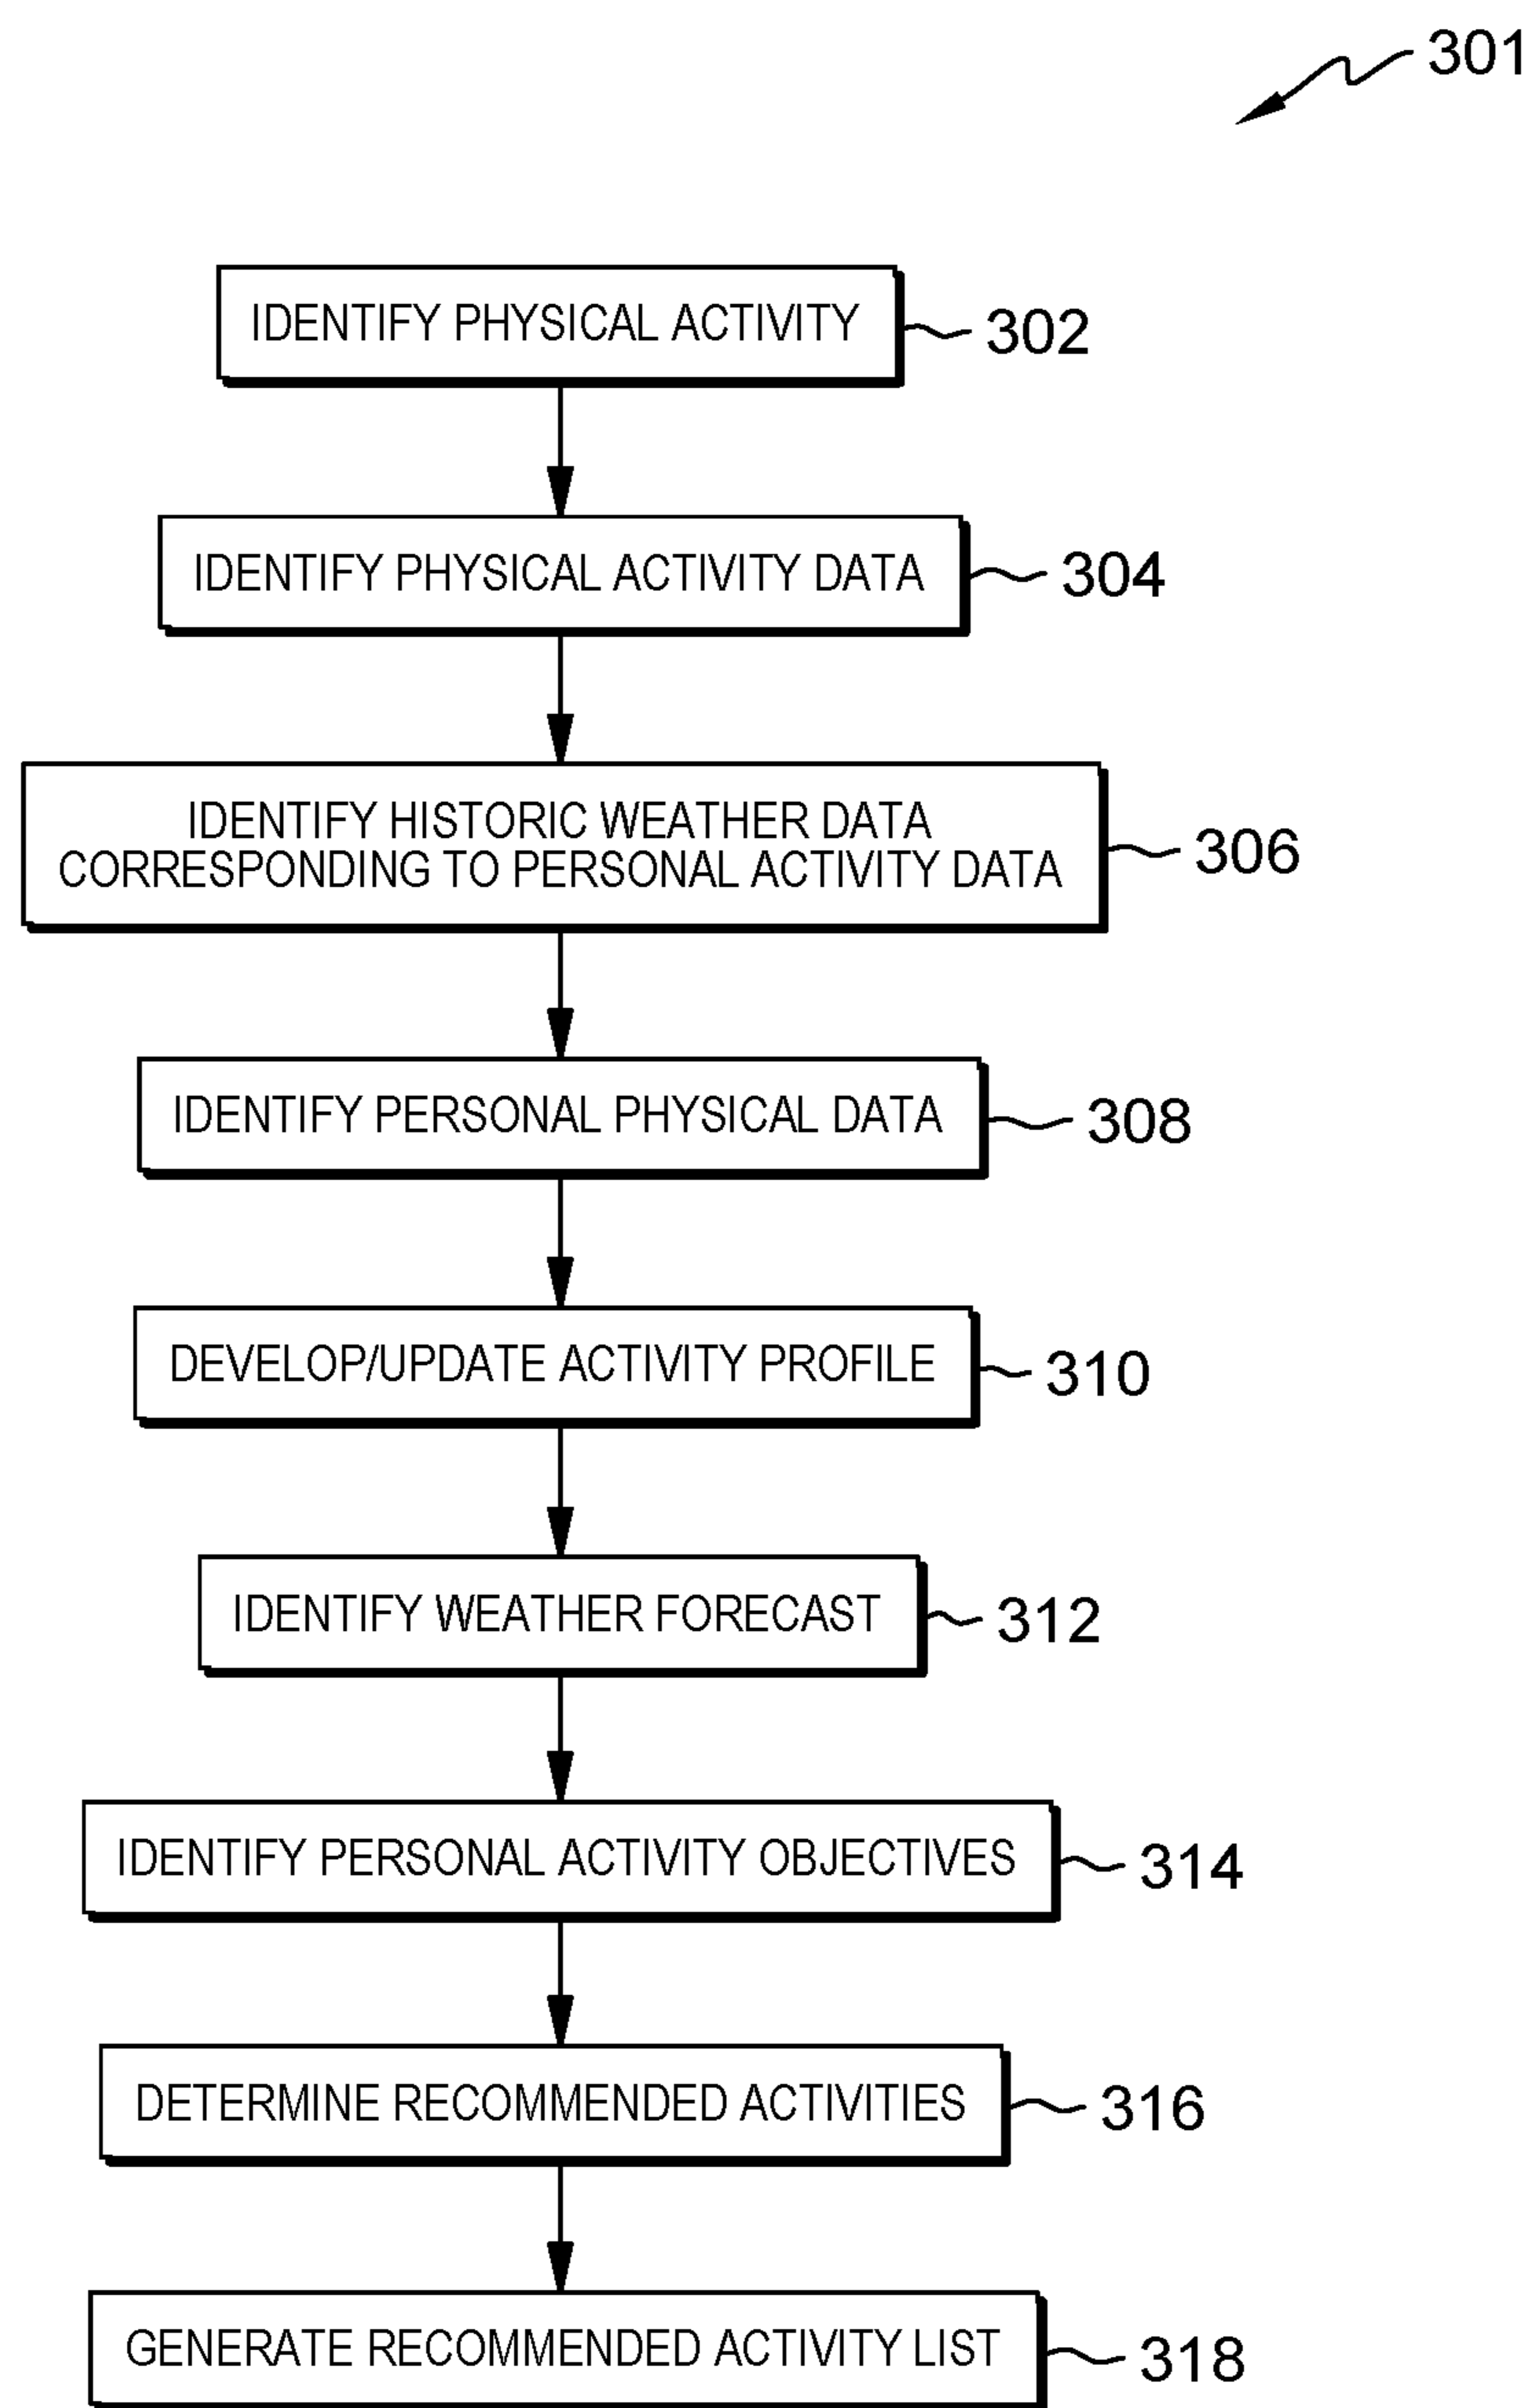 301
IDENTIFY PHYSICAL ACTIVITY
302
IDENTIFY PHYSICAL ACTIVITY DATA
304
IDENTIFY HISTORIC WEATHER DATA
CORRESPONDING TO PERSONAL ACTIVITY DATA
306
IDENTIFY PERSONAL PHYSICAL DATA
308
DEVELOP/UPDATE ACTIVITY PROFILE
310
IDENTIFY WEATHER FORECAST
312
IDENTIFY PERSONAL ACTIVITY OBJECTIVES
314
DETERMINE RECOMMENDED ACTIVITIES
316
GENERATE RECOMMENDED ACTIVITY LIST
318